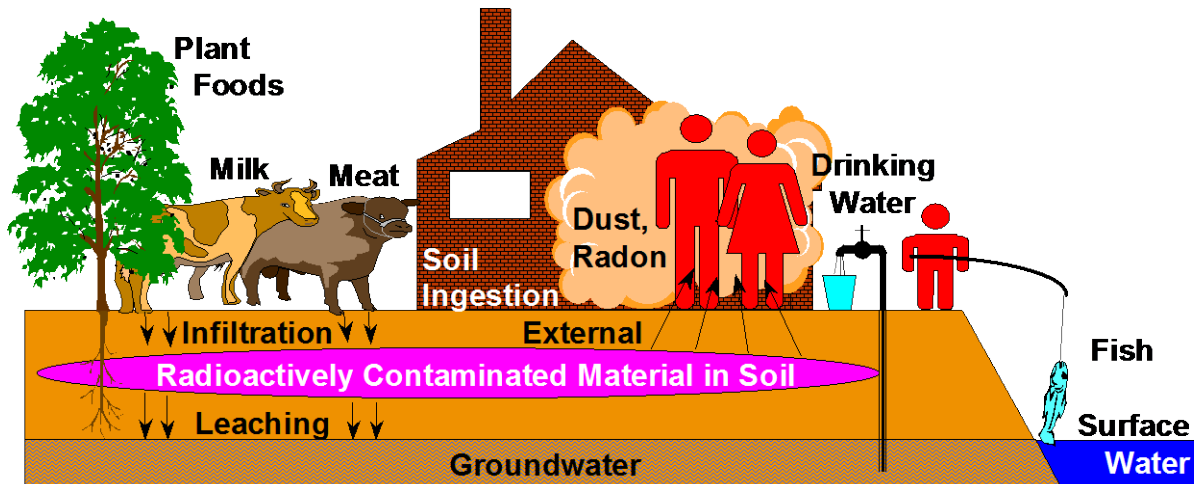 Plant
Foods
Milk
Meat
Drinking
Water
Dust,
Radon
Soil
Ingestion
Infiltration
External
Fish
Radioactively Contaminated Material in Soil
Leaching
Surface
Water
Groundwater